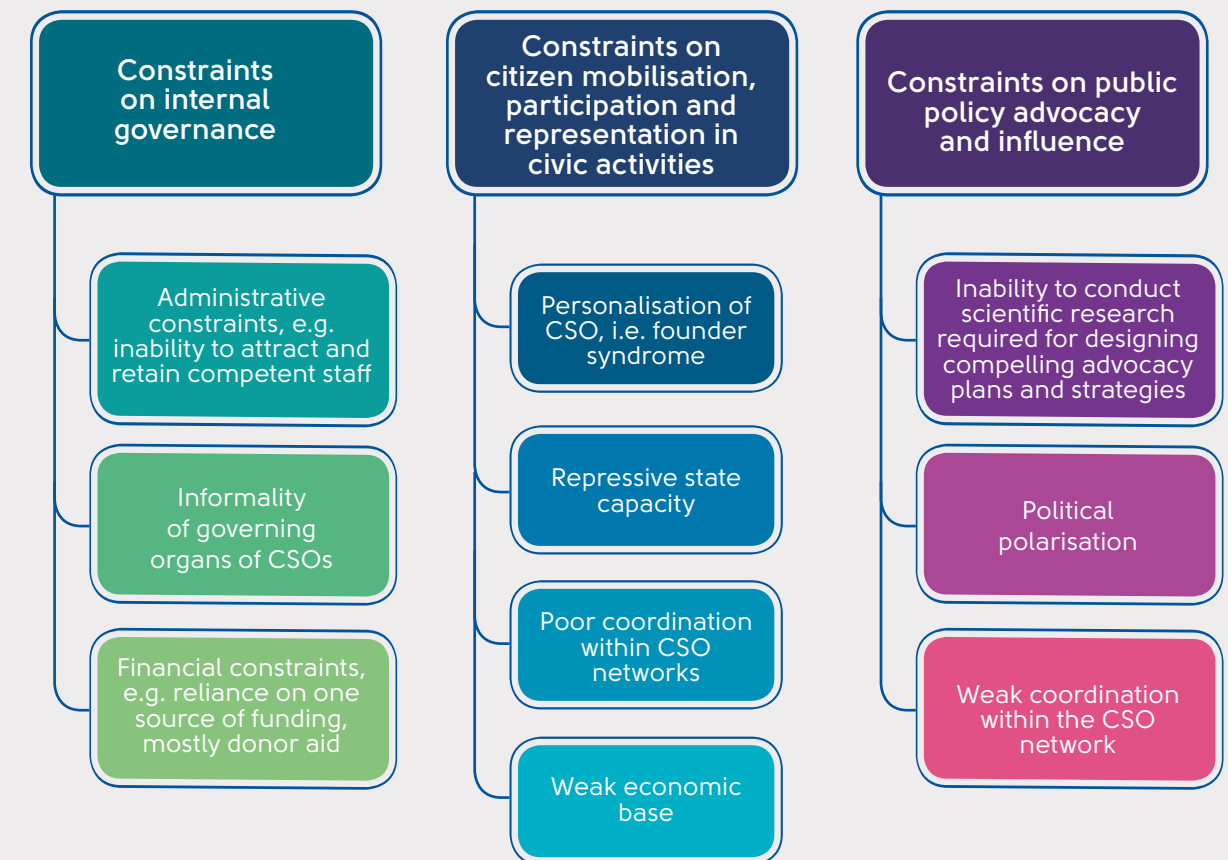 Constraints
on internal
governance
Administrative
constraints, e.g.
inability to attract and
retain competent staff
Informality
of governing
organs of CSOs
Financial constraints,
e.g. reliance on one
source of funding,
mostly donor aid
Constraints on
citizen mobilisation,
participation and
representation in
civic activities
Personalisation of
CSO, i.e. founder
syndrome
Repressive state
capacity
Poor coordination
within CSO
networks
Weak economic
base
Constraints on public
policy advocacy
and influence
Inability to conduct
scientific research
required for designing
compelling advocacy
plans and strategies
Political
polarisation
Weak coordination
within the CSO
network